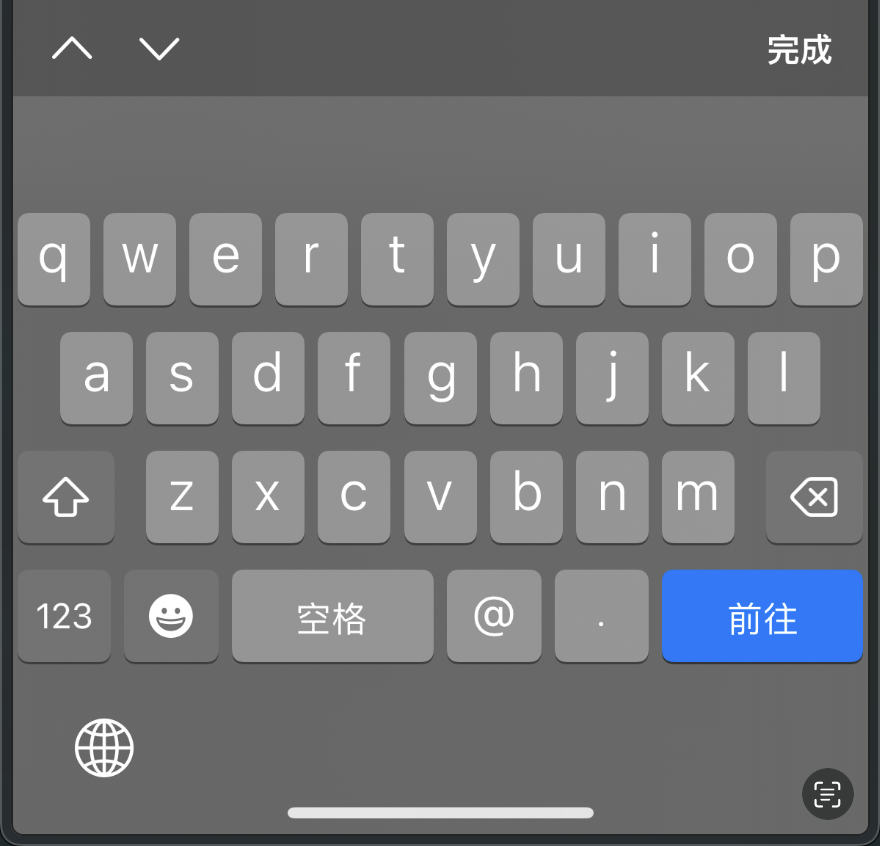 完成
q w e r t y u i o p
a s d f g h j k l
z x c v b n m
123 空格 @ . 前往